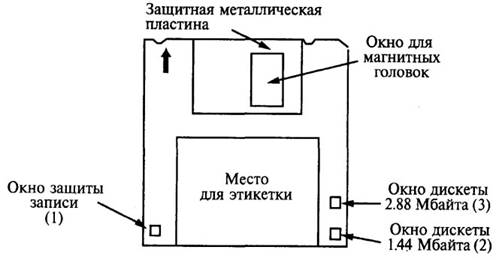 Защитная металлическая
пластина
Окно для
магнитных
головок
Место
для этикетки
Окно защиты
записи
(1)
Окно дискеты
2.88 Мбайта (3)
Окно дискеты
1.44 Мбайта (2)